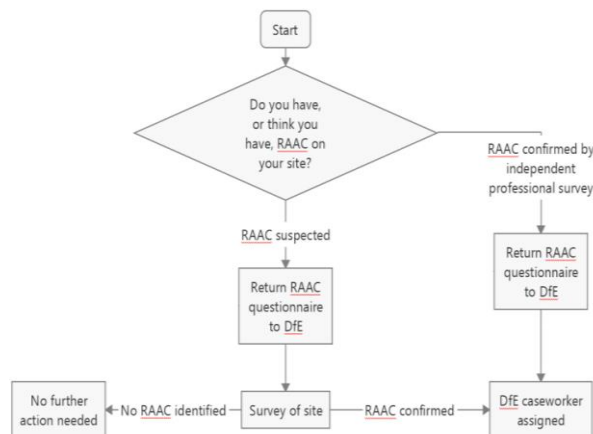 Start
Do you have,
or think you
have, RAAC on
your site?
RAAC confirmed by
independent
professional survey
RAAC suspected
Return RAAC
questionnaire
to DfE
Return RAAC
questionnaire
to DfE
No further
action needed
No RAAC identified
Survey of site
RAAC confirmed
DfE caseworker
assigned